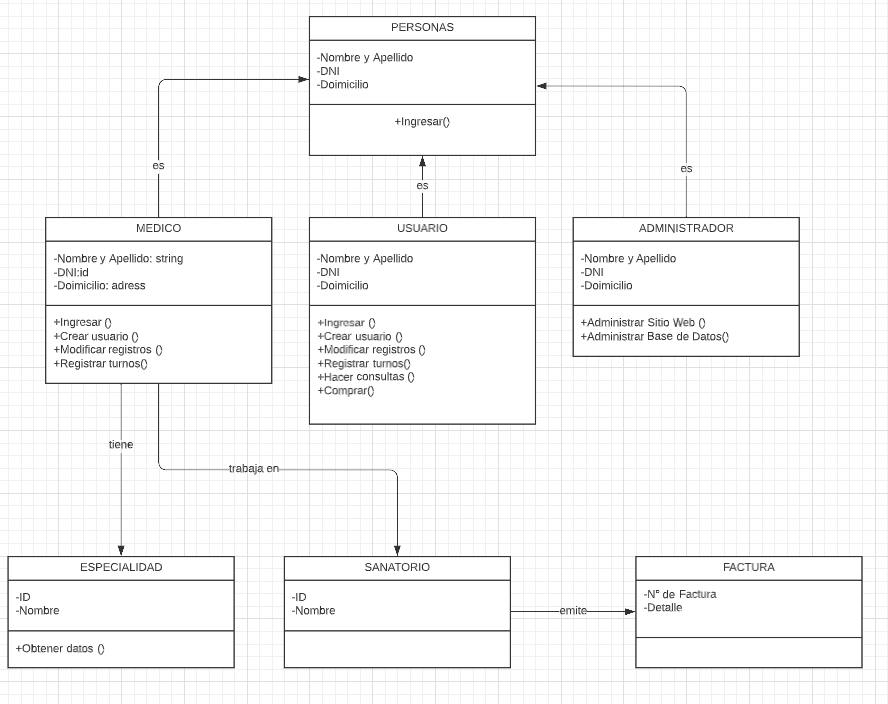 PERSONAS
-Nombre y Apellido
-DNI
-Doimicilio
+Ingresar()
es
es
es
MEDICO
-Nombre y Apellido: string
-DNI:id
-Doimicilio: adress
+Ingresar ()
+Crear usuario ()
+Modificar registros ()
+Registrar turnos()
USUARIO
-Nombre y Apellido
-DNI
-Doimicilio
+Ingresar ()
+Crear usuario ()
+Modificar registros ()
+Registrar turnos()
+Hacer consultas ()
+Comprar()
ADMINISTRADOR
-Nombre y Apellido
-DNI
-Doimicilio
+Administrar Sitio Web ()
+Administrar Base de Datos()
tiene
trabaja en
ESPECIALIDAD
-ID
-Nombre
+Obtener datos ()
SANATORIO
-ID
-Nombre
emite
FACTURA
-N° de Factura
-Detalle